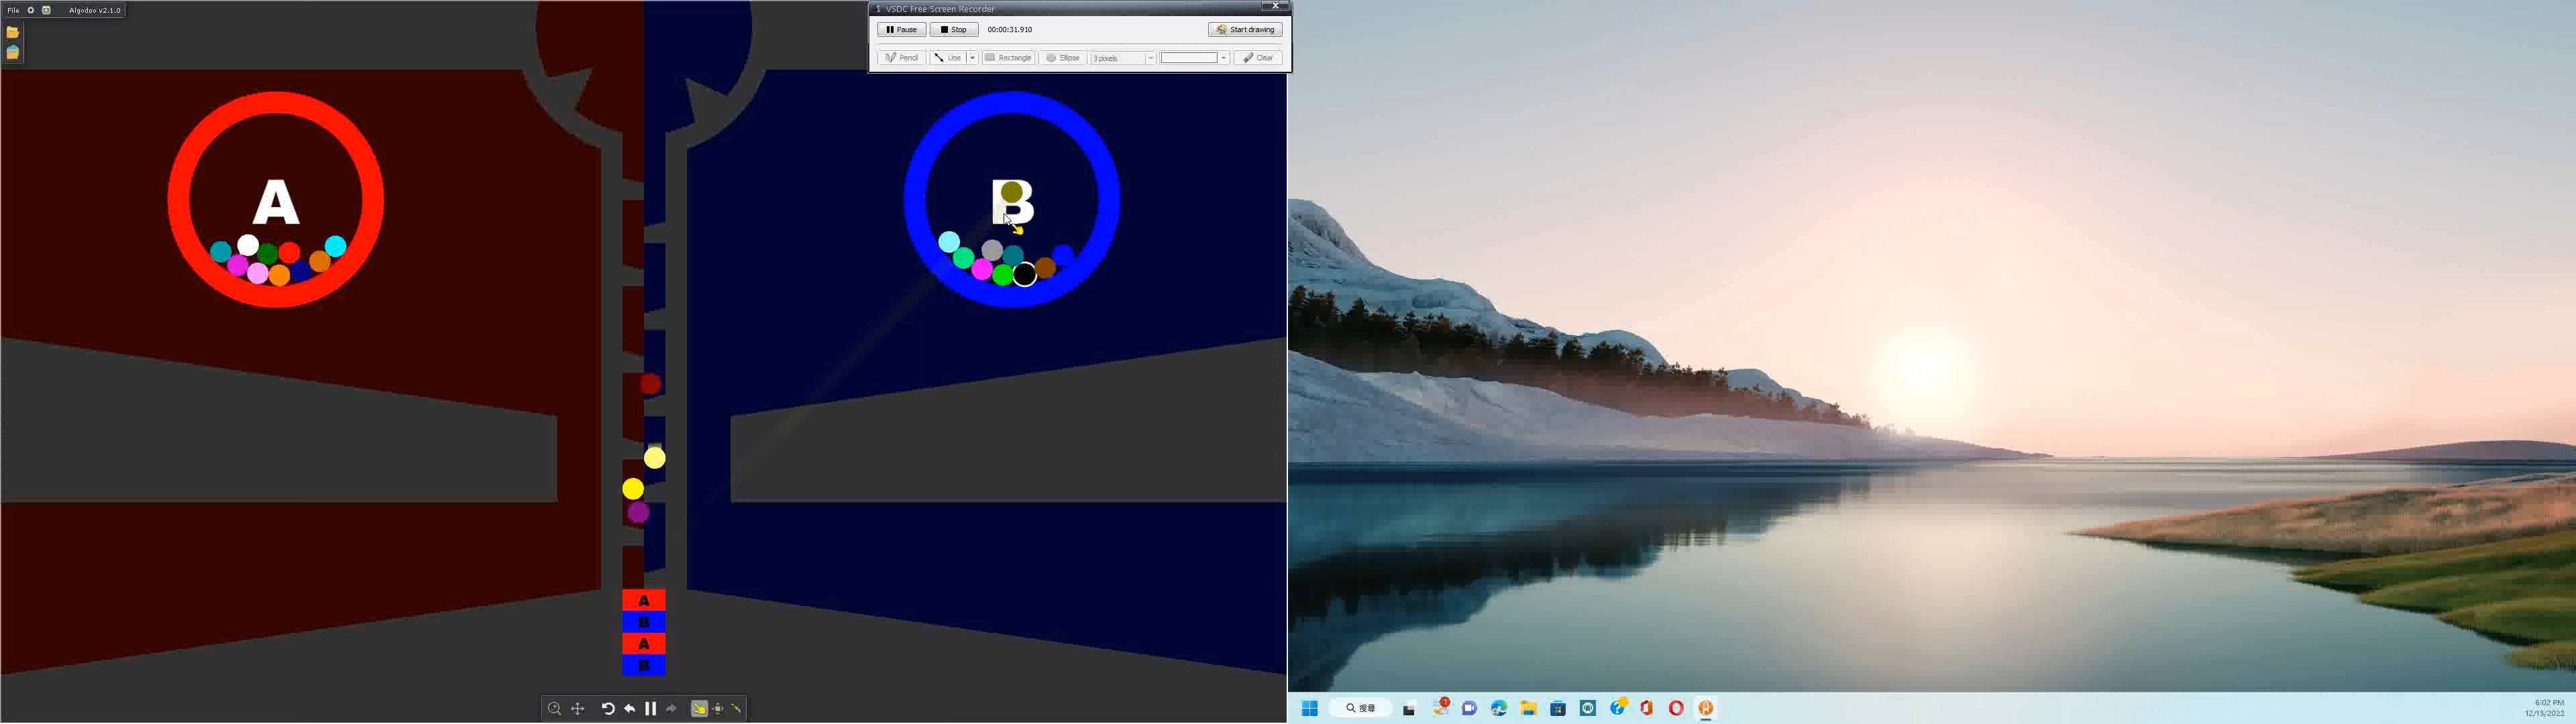 File Algodoo v2.1.0
VSDC Free Screen Recorder
Pause Stop 00:00:31.910 Start drawing
Pencil Line Rectangle Ellipse 3 pixels Clear
A
B
A
B
A
B
搜尋
1
6:02 PM
12/13/2022